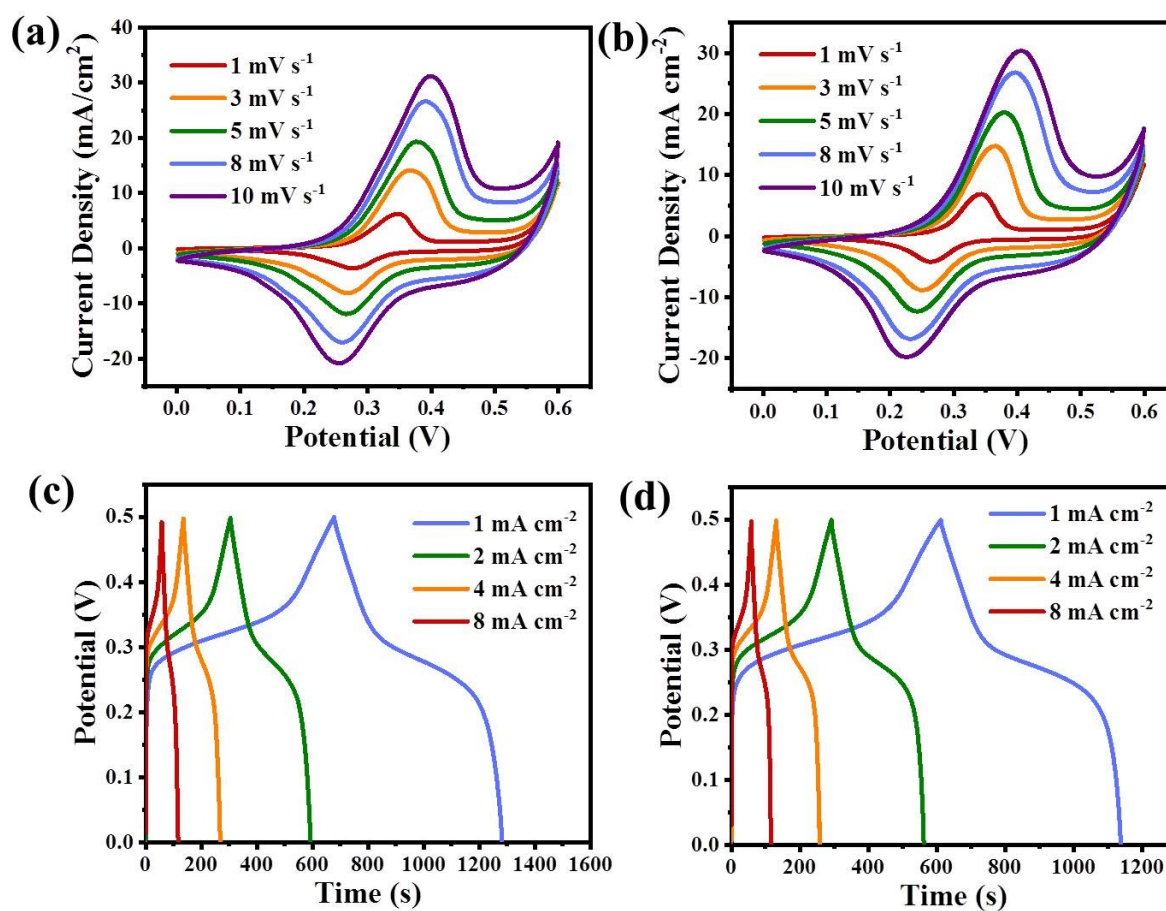 (a)
Current Density (mA/cm²)
40
30
20
10
0
-10
-20
1 mV s⁻¹
3 mV s⁻¹
5 mV s⁻¹
8 mV s⁻¹
10 mV s⁻¹
0.0 0.1 0.2 0.3 0.4 0.5 0.6
Potential (V)
(b)
Current Density (mA cm⁻²)
30
20
10
0
-10
-20
1 mV s⁻¹
3 mV s⁻¹
5 mV s⁻¹
8 mV s⁻¹
10 mV s⁻¹
0.0 0.1 0.2 0.3 0.4 0.5 0.6
Potential (V)
(c)
Potential (V)
0.5
0.4
0.3
0.2
0.1
0.0
1 mA cm⁻²
2 mA cm⁻²
4 mA cm⁻²
8 mA cm⁻²
0 200 400 600 800 1000 1200 1400 1600
Time (s)
(d)
Potential (V)
0.5
0.4
0.3
0.2
0.1
0.0
1 mA cm⁻²
2 mA cm⁻²
4 mA cm⁻²
8 mA cm⁻²
0 200 400 600 800 1000 1200
Time (s)